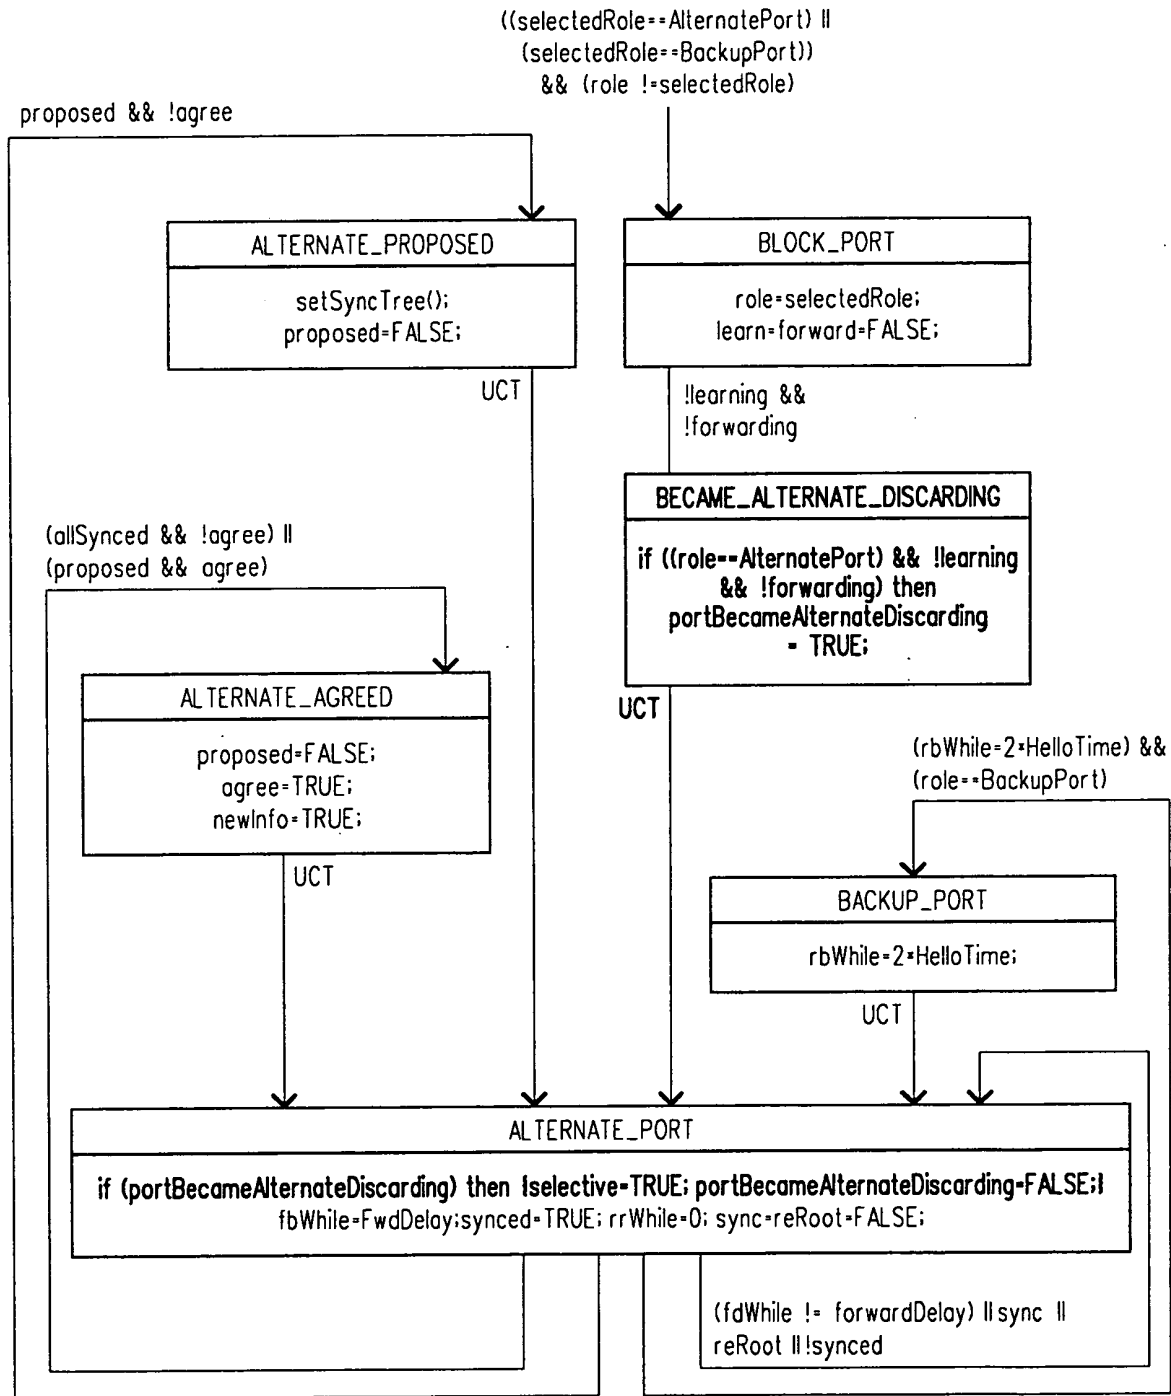 ((selectedRole==AlternatePort) ||
(selectedRole==BackupPort))
&& (role !=selectedRole)
proposed && !agree
ALTERNATE_PROPOSED
setSyncTree();
proposed=FALSE;
UCT
BLOCK_PORT
role=selectedRole;
learn=forward=FALSE;
!learning &&
!forwarding
BECAME_ALTERNATE_DISCARDING
if ((role==AlternatePort) && !learning
&& !forwarding) then
portBecameAlternateDiscarding
= TRUE;
UCT
(allSynced && !agree) ||
(proposed && agree)
ALTERNATE_AGREED
proposed=FALSE;
agree=TRUE;
newInfo=TRUE;
UCT
(rbWhile=2*HelloTime) &&
(role==BackupPort)
BACKUP_PORT
rbWhile=2*HelloTime;
UCT
ALTERNATE_PORT
if (portBecameAlternateDiscarding) then {selective=TRUE; portBecameAlternateDiscarding=FALSE;}
fbWhile=FwdDelay;synced=TRUE; rrWhile=0; sync=reRoot=FALSE;
(fdWhile != forwardDelay) || sync ||
reRoot || !synced